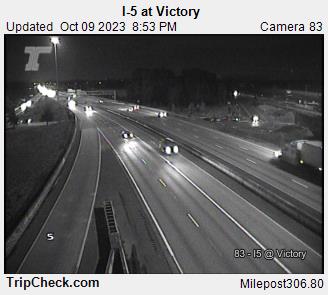 I-5 at Victory
Updated Oct 09 2023 8:53 PM Camera 83
T
S
83 - I5 @ Victory
TripCheck.com Milepost306.80